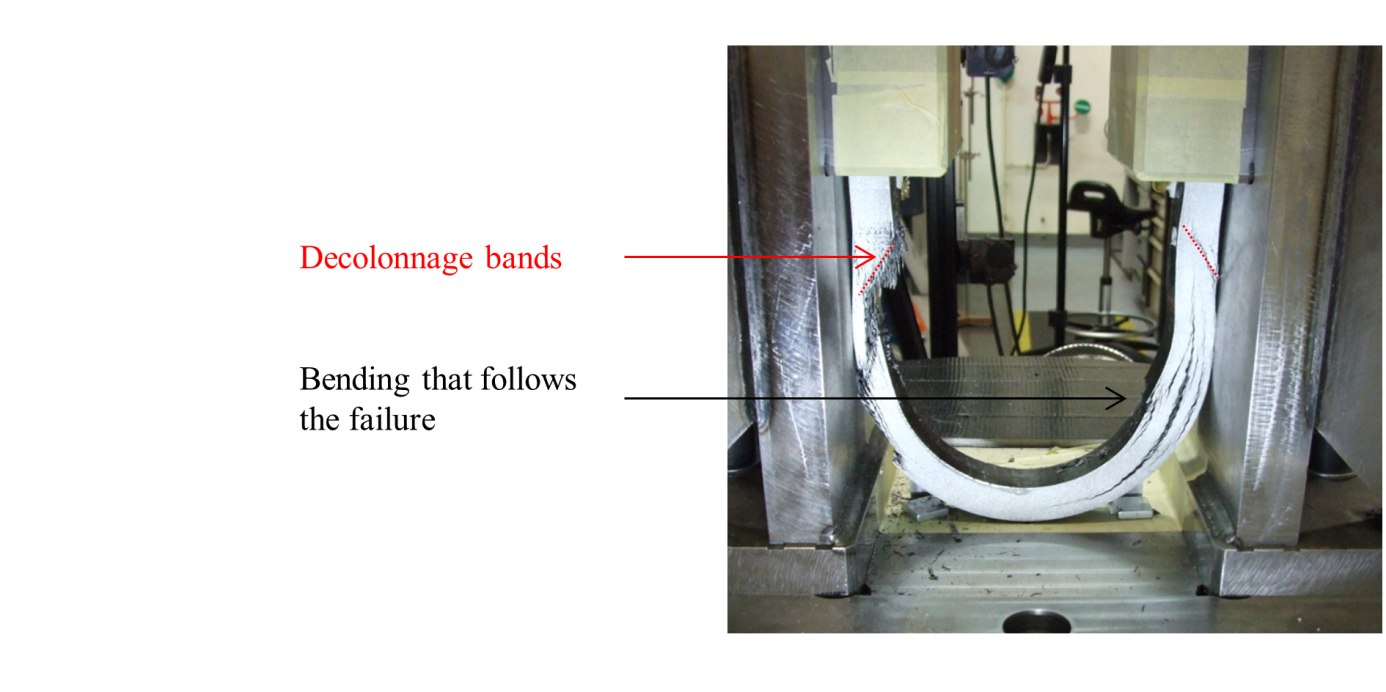 Decolonnage bands
Bending that follows
the failure